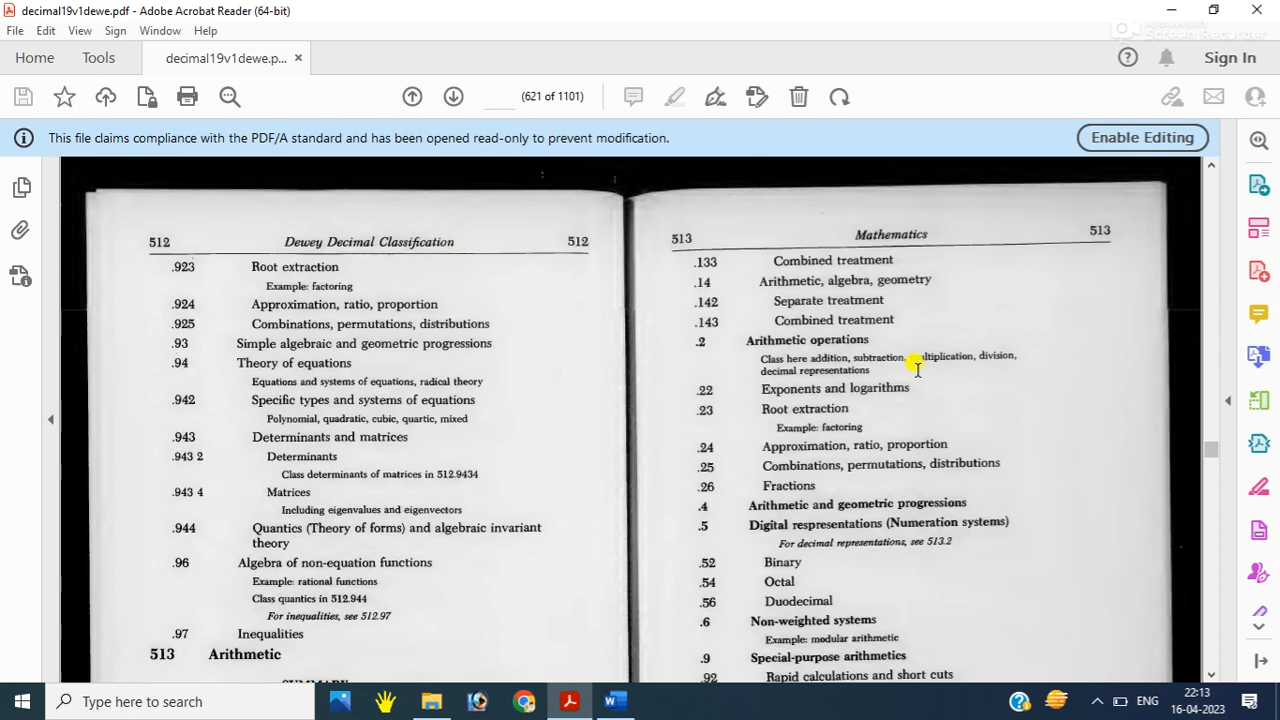 decimal19v1dewe.pdf - Adobe Acrobat Reader (64-bit)
File Edit View Sign Window Help
Screen Recorder
Home Tools decimal19v1dewe.p... × Sign In
(621 of 1101)
This file claims compliance with the PDF/A standard and has been opened read-only to prevent modification. Enable Editing
512 Dewey Decimal Classification 512
.923 Root extraction
Example: factoring
.924 Approximation, ratio, proportion
.925 Combinations, permutations, distributions
.93 Simple algebraic and geometric progressions
.94 Theory of equations
Equations and systems of equations, radical theory
.942 Specific types and systems of equations
Polynomial, quadratic, cubic, quartic, mixed
.943 Determinants and matrices
.943 2 Determinants
Class determinants of matrices in 512.9434
.943 4 Matrices
Including eigenvalues and eigenvectors
.944 Quantics (Theory of forms) and algebraic invariant
theory
.96 Algebra of non-equation functions
Example: rational functions
Class quantics in 512.944
For inequalities, see 512.97
.97 Inequalities
513 Arithmetic
SUMMARY
513 Mathematics 513
.133 Combined treatment
.14 Arithmetic, algebra, geometry
.142 Separate treatment
.143 Combined treatment
.2 Arithmetic operations
Class here addition, subtraction, multiplication, division,
decimal representations
.22 Exponents and logarithms
.23 Root extraction
Example: factoring
.24 Approximation, ratio, proportion
.25 Combinations, permutations, distributions
.26 Fractions
.4 Arithmetic and geometric progressions
.5 Digital respresentations (Numeration systems)
For decimal representations, see 513.2
.52 Binary
.54 Octal
.56 Duodecimal
.6 Non-weighted systems
Example: modular arithmetic
.9 Special-purpose arithmetics
.92 Rapid calculations and short cuts
Type here to search
ENG
22:13
16-04-2023